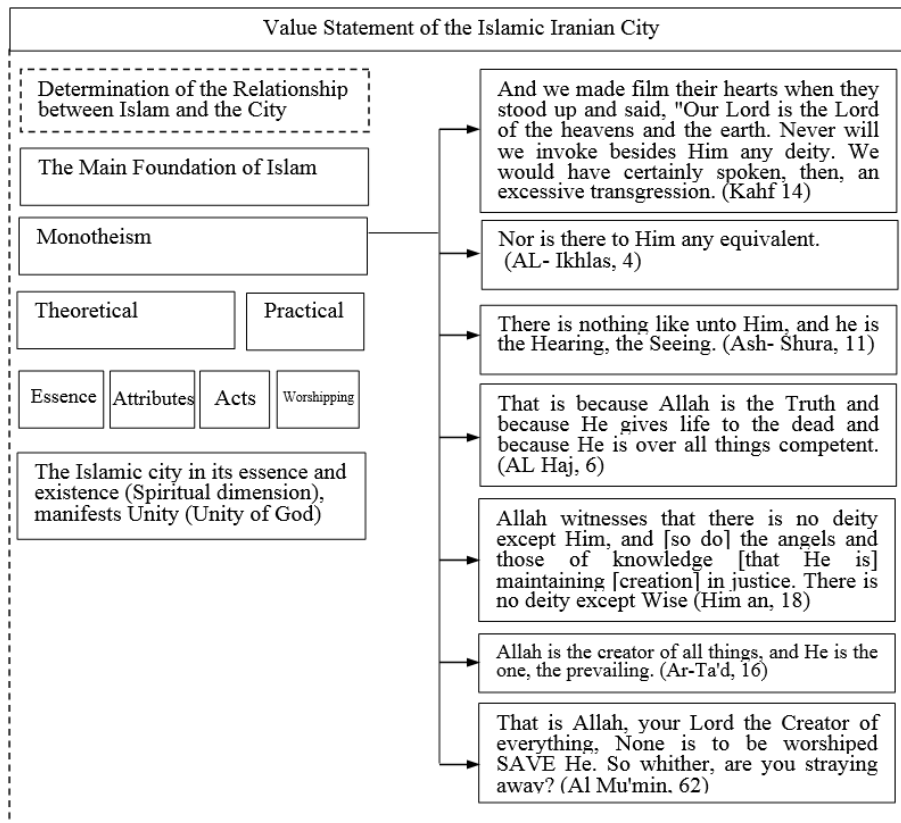 Value Statement of the Islamic Iranian City
Determination of the Relationship
between Islam and the City
The Main Foundation of Islam
Monotheism
Theoretical
Practical
Essence
Attributes
Acts
Worshipping
The Islamic city in its essence and
existence (Spiritual dimension),
manifests Unity (Unity of God)
And we made film their hearts when they
stood up and said, "Our Lord is the Lord
of the heavens and the earth. Never will
we invoke besides Him any deity. We
would have certainly spoken, then, an
excessive transgression. (Kahf 14)
Nor is there to Him any equivalent.
(AL- Ikhlas, 4)
There is nothing like unto Him, and he is
the Hearing, the Seeing. (Ash- Shura, 11)
That is because Allah is the Truth and
because He gives life to the dead and
because He is over all things competent.
(AL Haj, 6)
Allah witnesses that there is no deity
except Him, and [so do] the angels and
those of knowledge [that He is]
maintaining [creation] in justice. There is
no deity except Wise (Him an, 18)
Allah is the creator of all things, and He is the
one, the prevailing. (Ar-Ta'd, 16)
That is Allah, your Lord the Creator of
everything, None is to be worshiped
SAVE He. So whither, are you straying
away? (Al Mu'min, 62)